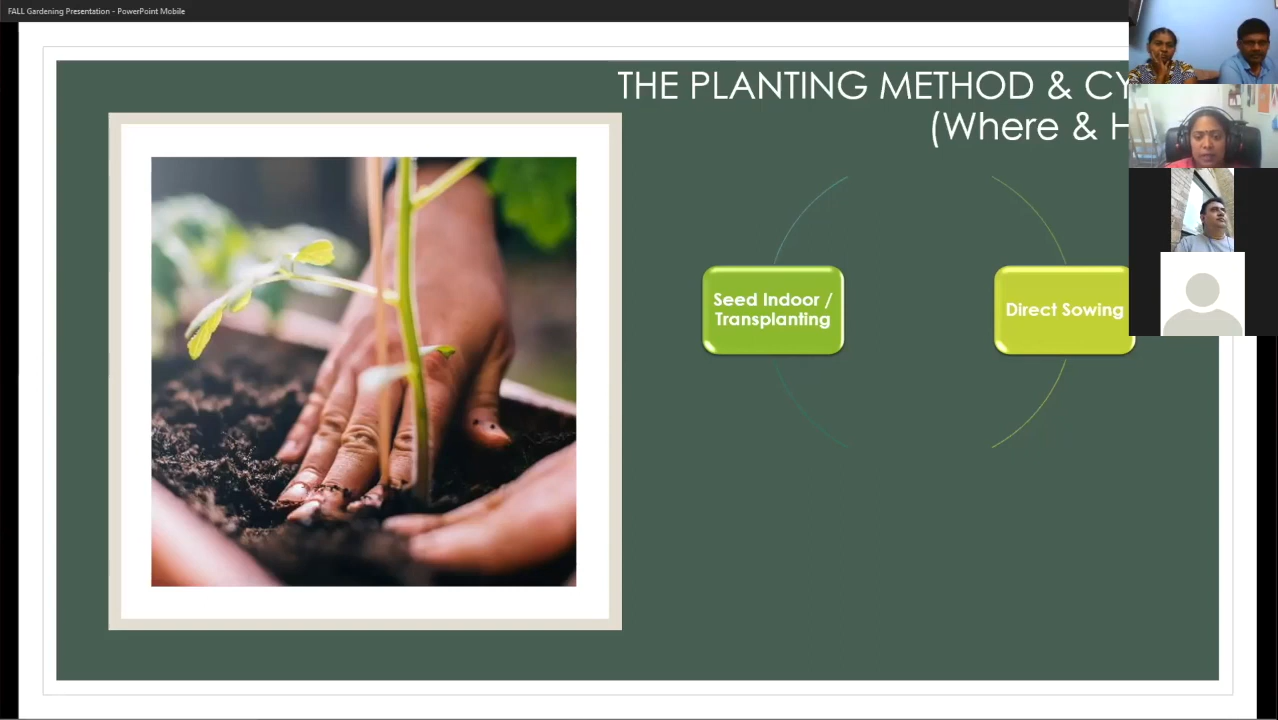 FALL Gardening Presentation - PowerPoint Mobile
THE PLANTING METHOD & CY
(Where & H
Seed Indoor /
Transplanting
Direct Sowing